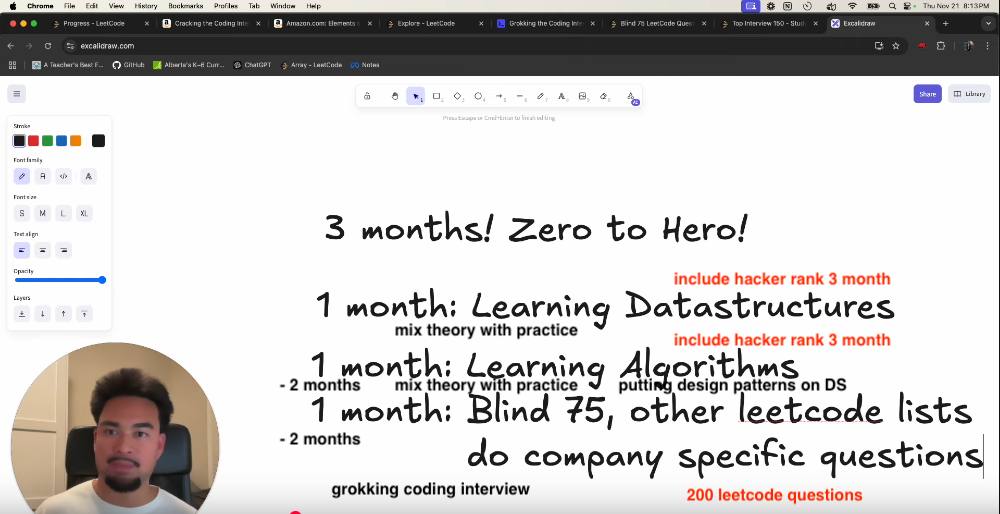 Chrome File Edit View History Bookmarks Profiles Tab Window Help Thu Nov 21 8:13 PM
Progress - LeetCode Cracking the Coding Inter Amazon.com: Elements Explore - LeetCode Grokking the Coding Inter Blind 75 LeetCode Quest Top Interview 150 - Stud Excalidraw
excalidraw.com
A Teacher's Best F... GitHub Alberta's K–6 Curr... ChatGPT Array - LeetCode Notes
Share Library
Press Escape or Cmd+Enter to finish editing
Stroke
Font family
Font size
S M L XL
Text align
Opacity
Layers
3 months! Zero to Hero!
include hacker rank 3 month
1 month: Learning Datastructures
mix theory with practice
include hacker rank 3 month
1 month: Learning Algorithms
- 2 months mix theory with practice putting design patterns on DS
1 month: Blind 75, other leetcode lists
- 2 months
do company specific questions
grokking coding interview
200 leetcode questions